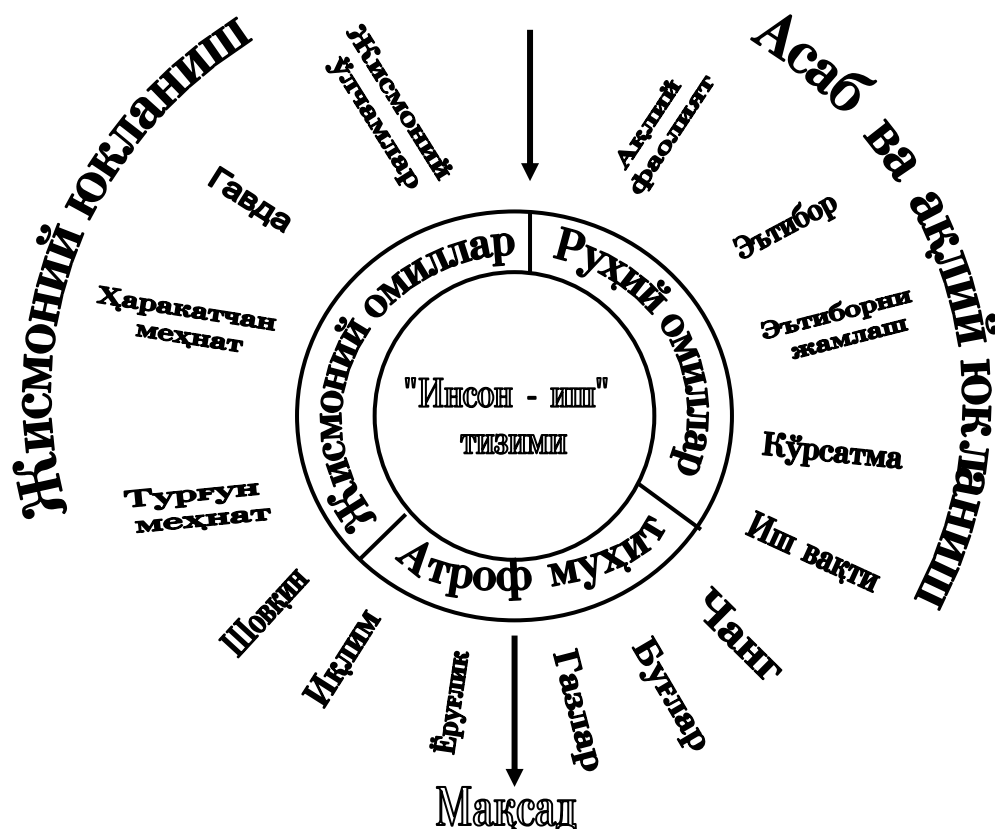 Жисмоний юкланиш
Жисмоний
ўлчамлар
Гавда
Ҳаракатчан
меҳнат
Турғун
меҳнат
Асаб ва ақлий юкланиш
Ақлий
фаолият
Эътибор
Эътиборни
жамлаш
Кўрсатма
Иш вақти
Жисмоний омиллар
Руҳий омиллар
Атроф муҳит
"Инсон - иш"
тизими
Шовқин
Иқлим
Ёруғлик
Газлар
Буғлар
Чанг
Мақсад